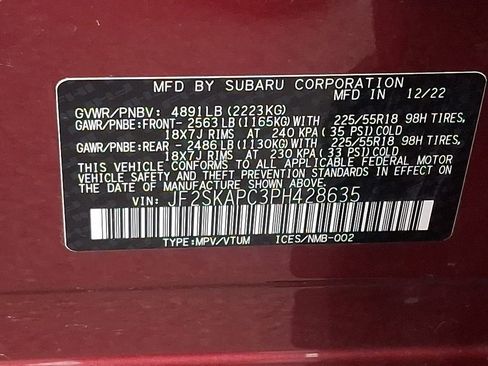 MFD BY SUBARU CORPORATION
MFD IN 12/22
GVWR/PNBV: 4891LB (2223KG)
GAWR/PNBE:FRONT- 2563 LB (1165KG) WITH 225/55R18 98H TIRES,
18X7J RIMS AT 240 KPA (35 PSI) COLD
GAWR/PNBE:REAR - 2486 LB (1130KG) WITH 225/55R18 98H TIRES,
18X7J RIMS AT 230 KPA (33 PSI) COLD
THIS VEHICLE CONFORMS TO ALL APPLICABLE FEDERAL MOTOR
VEHICLE SAFETY AND THEFT PREVENTION STANDARDS IN EFFECT
ON THE DATE OF MANUFACTURE SHOWN ABOVE.
VIN: JF2SKAPC3PH428635
TYPE:MPV/VTUM ICES/NMB-002